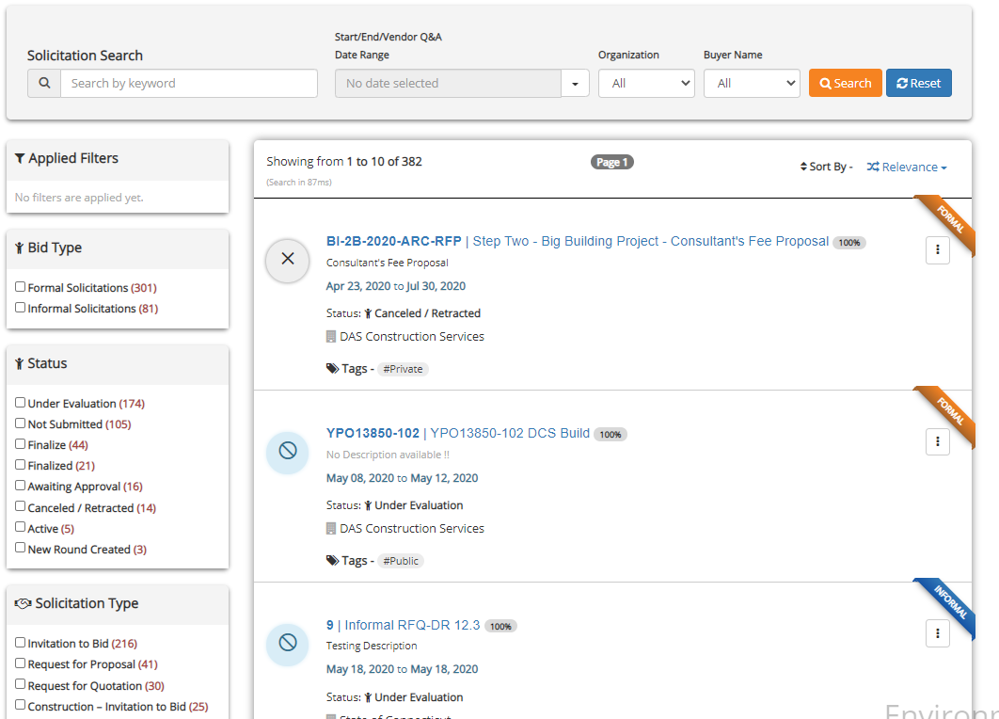 Start/End/Vendor Q&A
Solicitation Search
Date Range
Organization
Buyer Name
Search by keyword
No date selected
All
All
Search
Reset
Applied Filters
No filters are applied yet.
Bid Type
Formal Solicitations (301)
Informal Solicitations (81)
Status
Under Evaluation (174)
Not Submitted (105)
Finalize (44)
Finalized (21)
Awaiting Approval (16)
Canceled / Retracted (14)
Active (5)
New Round Created (3)
Solicitation Type
Invitation to Bid (216)
Request for Proposal (41)
Request for Quotation (30)
Construction – Invitation to Bid (25)
Showing from 1 to 10 of 382
Page 1
Sort By -
Relevance
(Search in 87ms)
FORMAL
BI-2B-2020-ARC-RFP | Step Two - Big Building Project - Consultant's Fee Proposal 100%
Consultant's Fee Proposal
Apr 23, 2020 to Jul 30, 2020
Status: Canceled / Retracted
DAS Construction Services
Tags - #Private
FORMAL
YPO13850-102 | YPO13850-102 DCS Build 100%
No Description available !!
May 08, 2020 to May 12, 2020
Status: Under Evaluation
DAS Construction Services
Tags - #Public
INFORMAL
9 | Informal RFQ-DR 12.3 100%
Testing Description
May 18, 2020 to May 18, 2020
Status: Under Evaluation
State of Connecticut